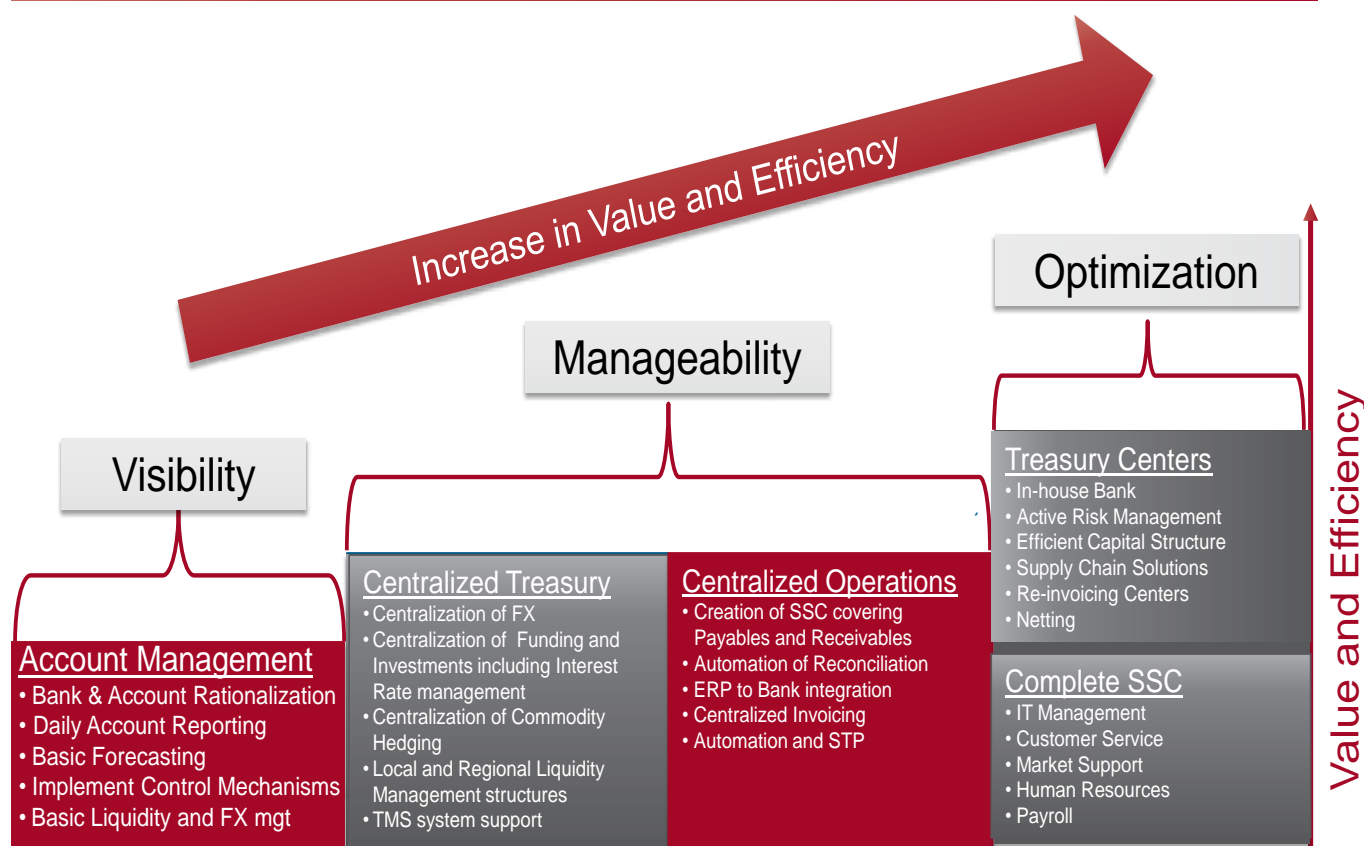 Increase in Value and Efficiency
Optimization
Manageability
Visibility
Account Management
• Bank & Account Rationalization
• Daily Account Reporting
• Basic Forecasting
• Implement Control Mechanisms
• Basic Liquidity and FX mgt
Centralized Treasury
• Centralization of FX
• Centralization of Funding and
Investments including Interest
Rate management
• Centralization of Commodity
Hedging
• Local and Regional Liquidity
Management structures
• TMS system support
Centralized Operations
• Creation of SSC covering
Payables and Receivables
• Automation of Reconciliation
• ERP to Bank integration
• Centralized Invoicing
• Automation and STP
Treasury Centers
• In-house Bank
• Active Risk Management
• Efficient Capital Structure
• Supply Chain Solutions
• Re-invoicing Centers
• Netting
Complete SSC
• IT Management
• Customer Service
• Market Support
• Human Resources
• Payroll
Value and Efficiency